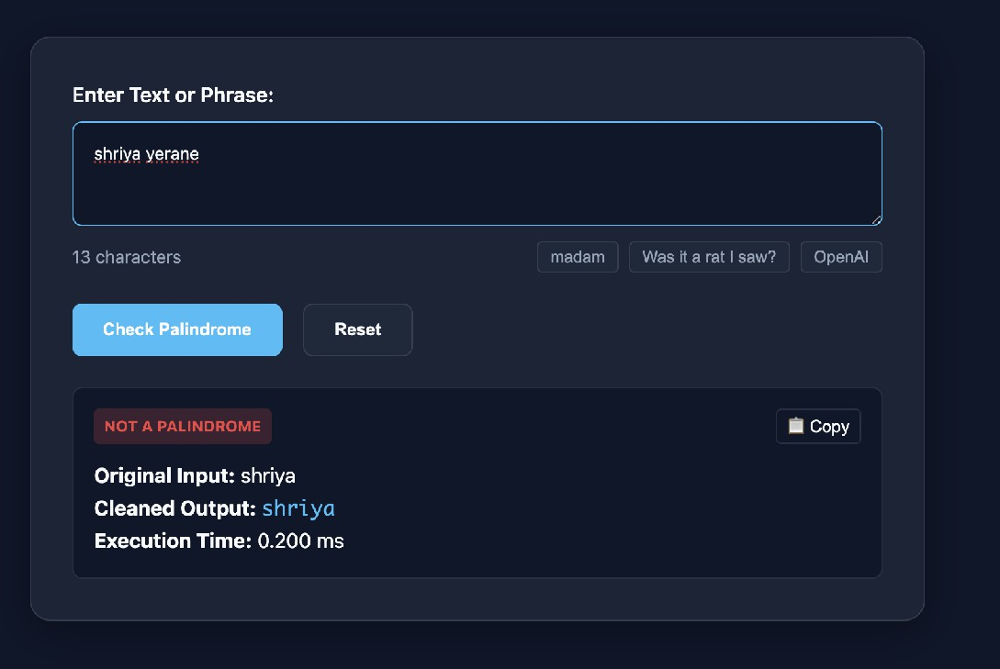 Enter Text or Phrase:
shriya yerane
13 characters
madam
Was it a rat I saw?
OpenAI
Check Palindrome
Reset
NOT A PALINDROME
📋 Copy
Original Input: shriya
Cleaned Output: shriya
Execution Time: 0.200 ms